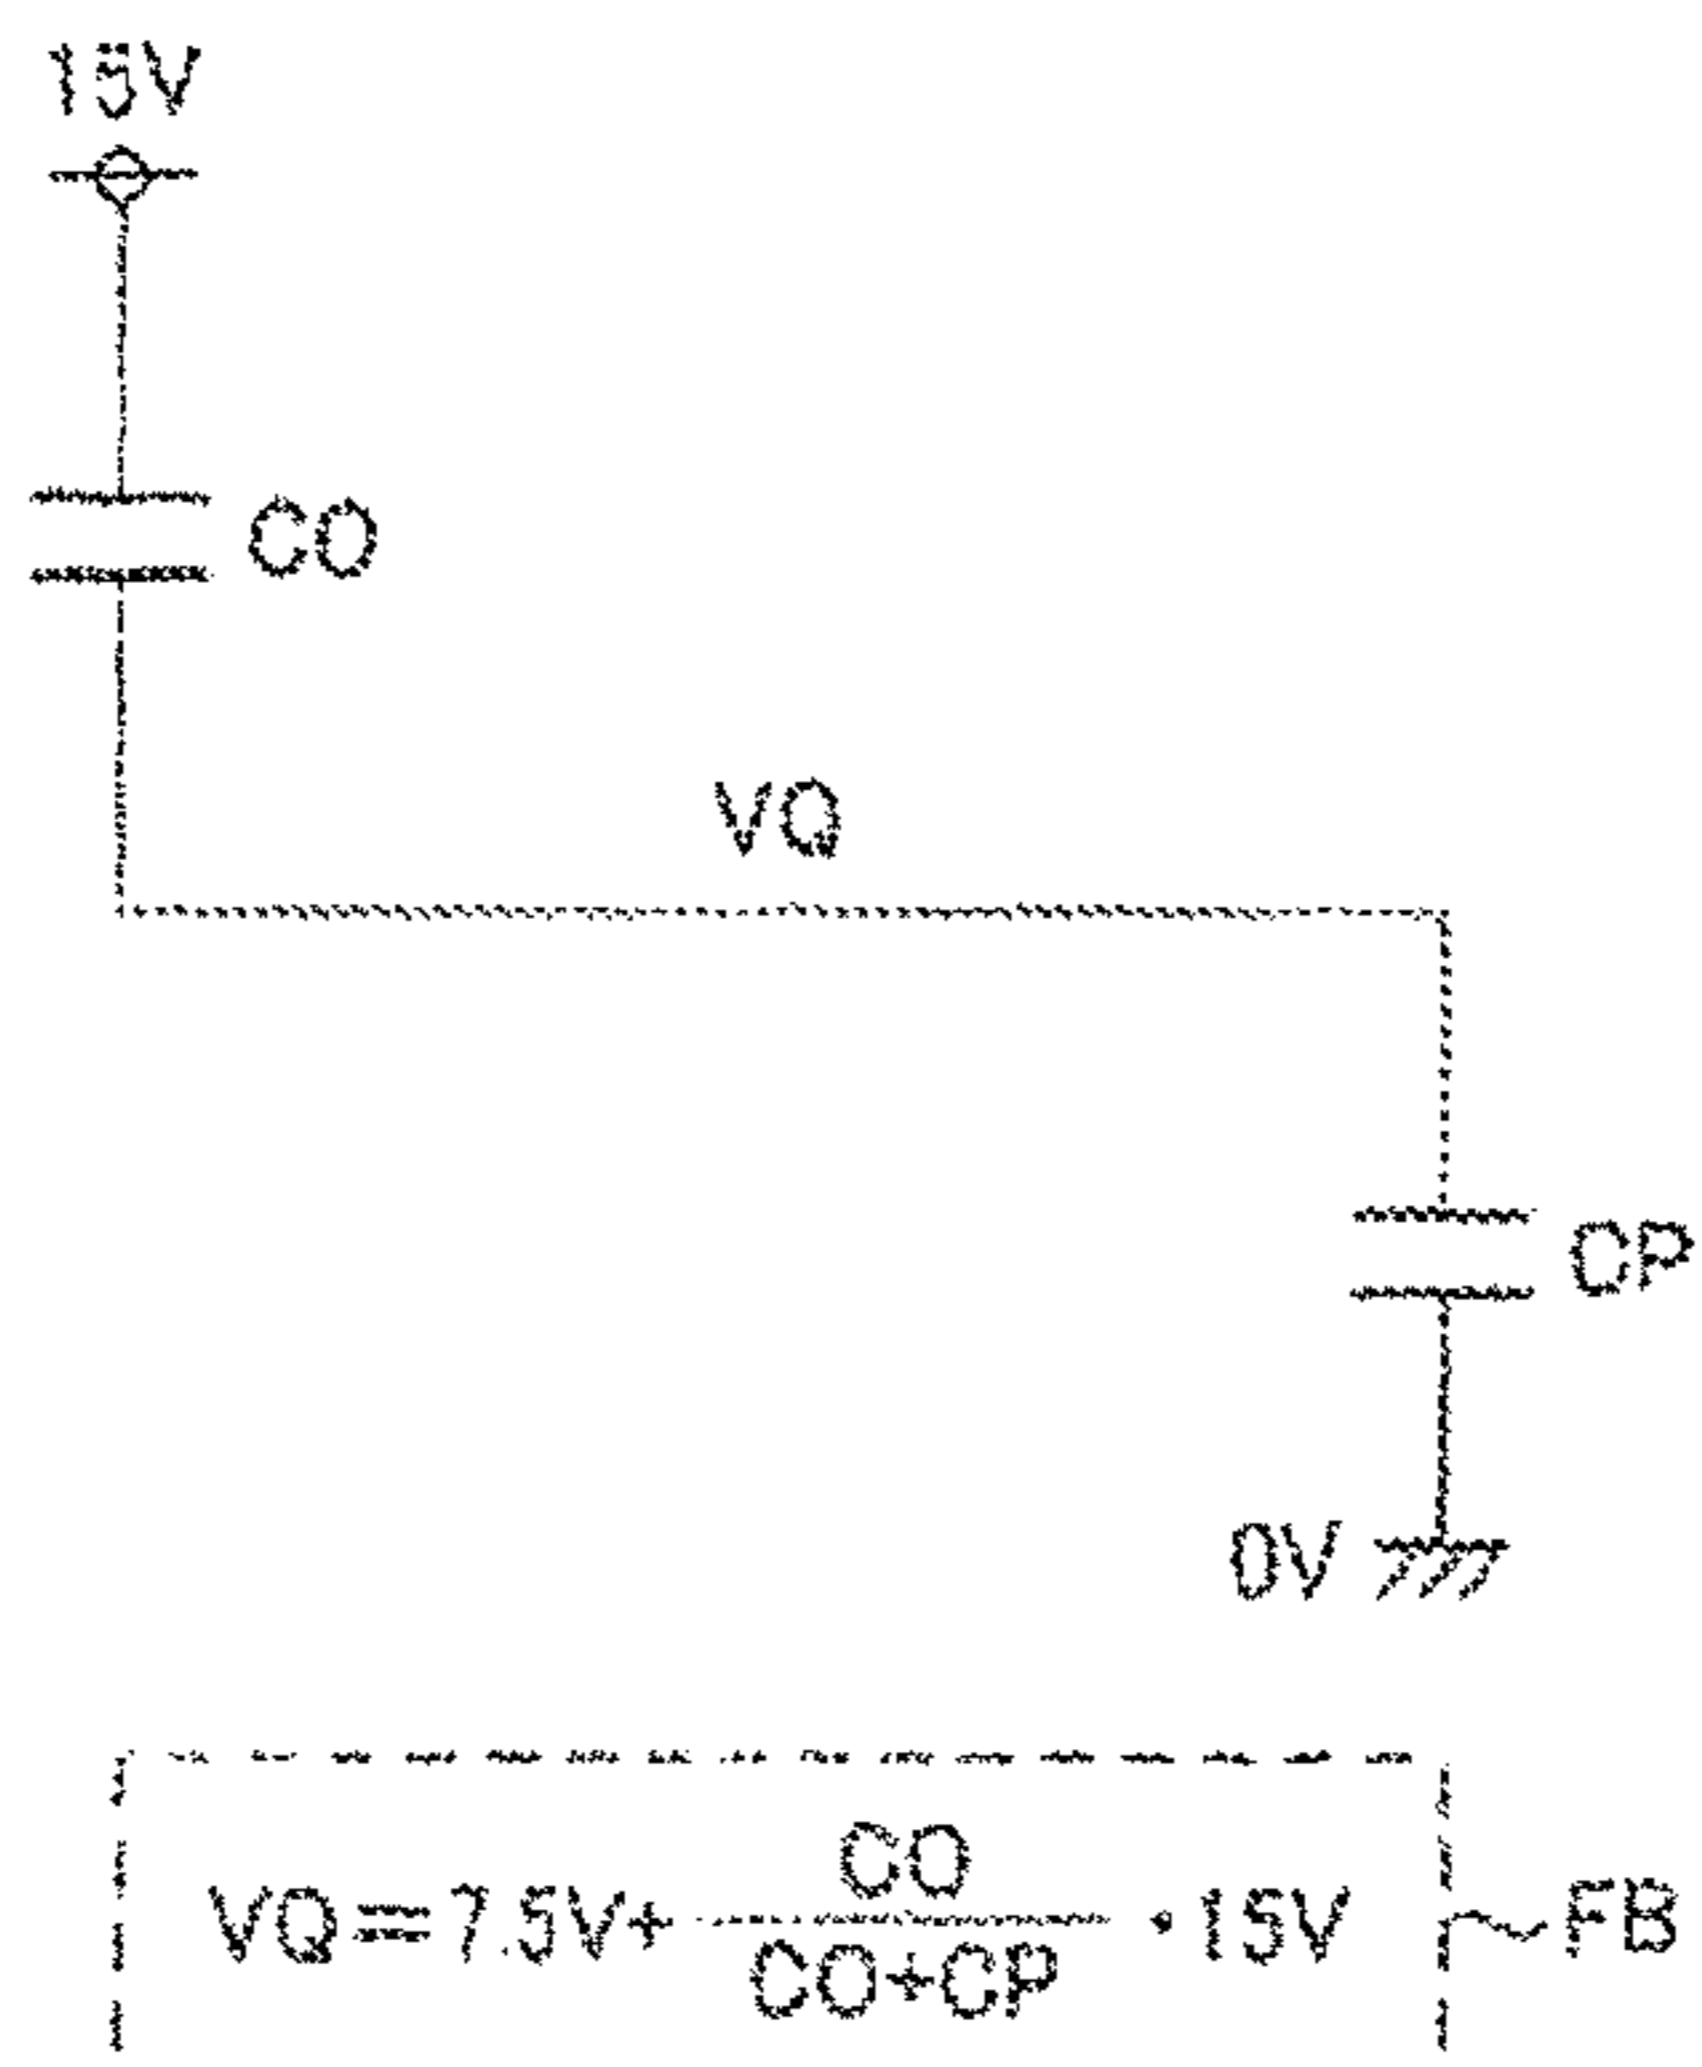 15V
CO
VQ
CP
0V
CO
VQ=7.5V+ ・15V FB
CO+CP